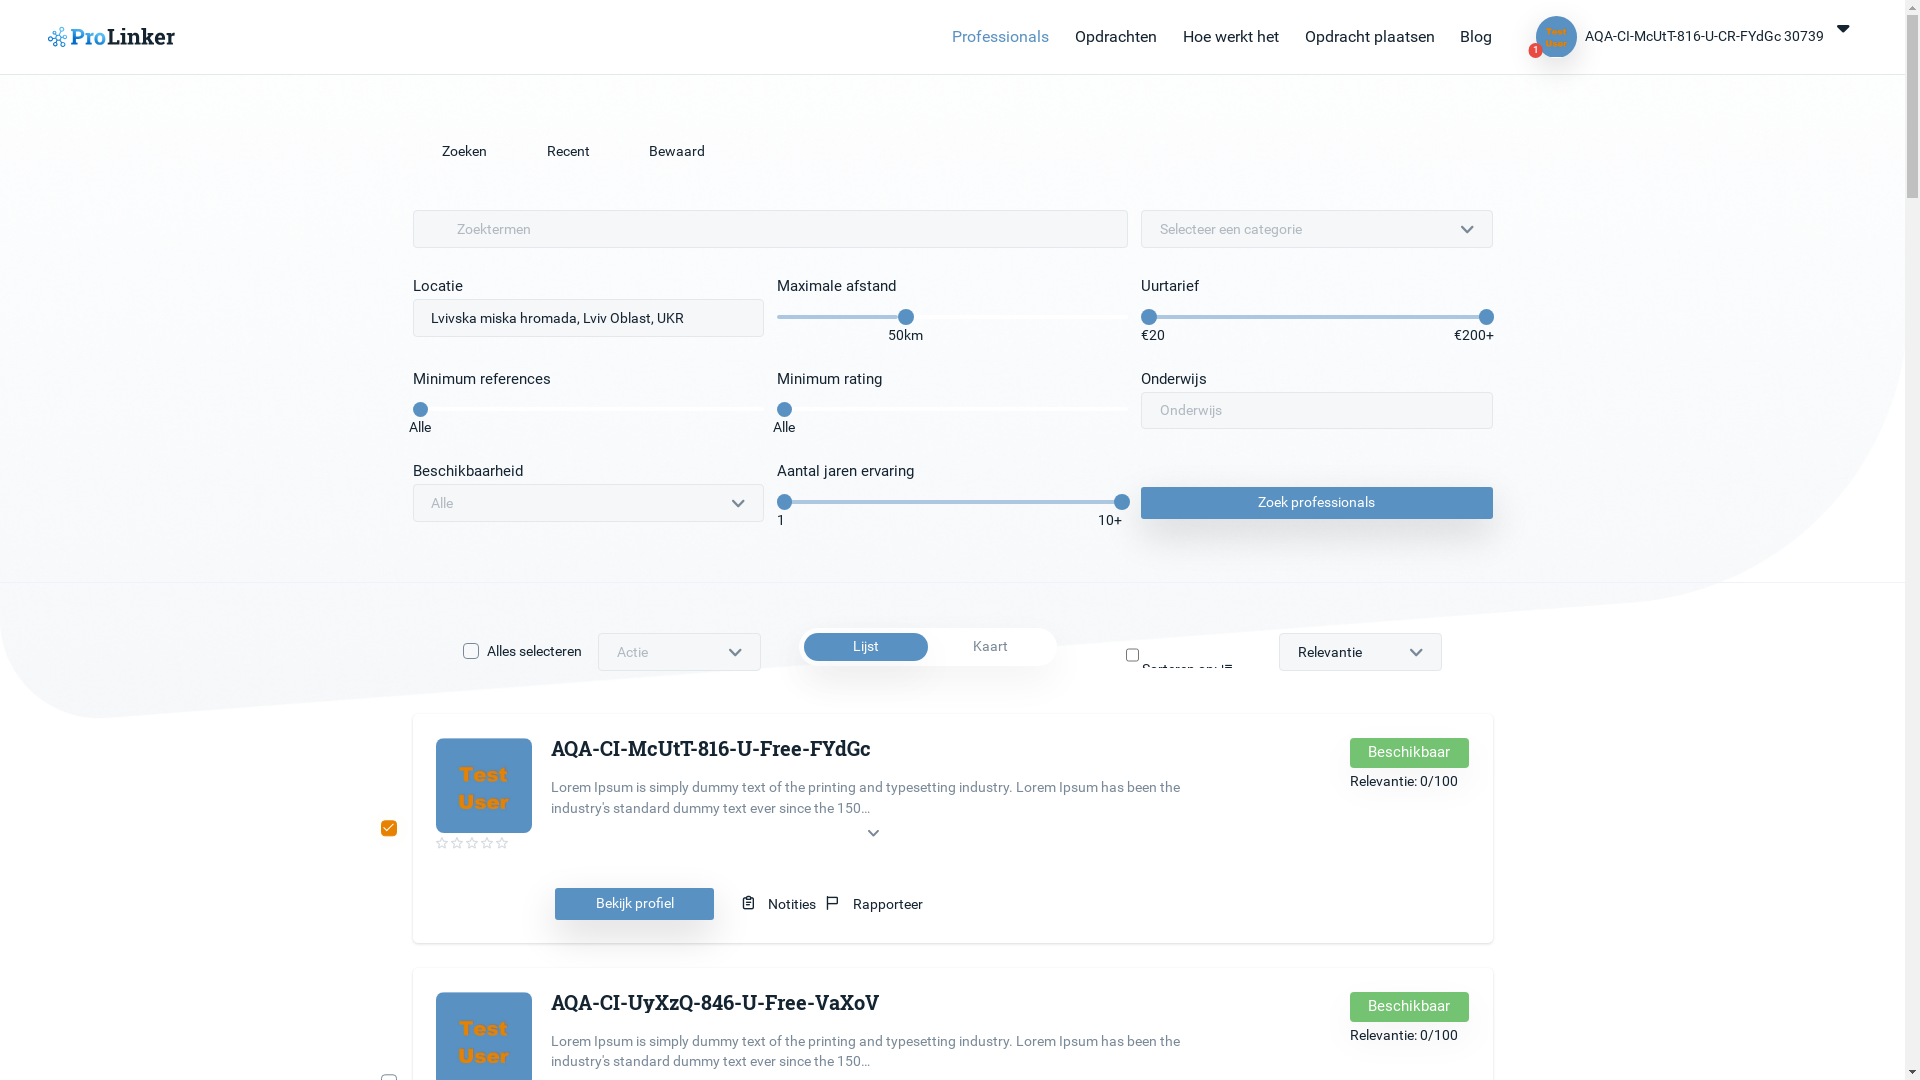 ProLinker
Professionals
Opdrachten
Hoe werkt het
Opdracht plaatsen
Blog
Test
User
1
AQA-CI-McUtT-816-U-CR-FYdGc 30739
Zoeken
Recent
Bewaard
Zoektermen
Selecteer een categorie
Locatie
Maximale afstand
Uurtarief
Lvivska miska hromada, Lviv Oblast, UKR
50km
€20
€200+
Minimum references
Minimum rating
Onderwijs
Onderwijs
Alle
Alle
Beschikbaarheid
Aantal jaren ervaring
Alle
Zoek professionals
1
10+
Alles selecteren
Actie
Lijst
Kaart
Relevantie
Test
User
AQA-CI-McUtT-816-U-Free-FYdGc
Beschikbaar
Relevantie: 0/100
Lorem Ipsum is simply dummy text of the printing and typesetting industry. Lorem Ipsum has been the
industry's standard dummy text ever since the 150...
Bekijk profiel
Notities
Rapporteer
Test
User
AQA-CI-UyXzQ-846-U-Free-VaXoV
Beschikbaar
Relevantie: 0/100
Lorem Ipsum is simply dummy text of the printing and typesetting industry. Lorem Ipsum has been the
industry's standard dummy text ever since the 150...